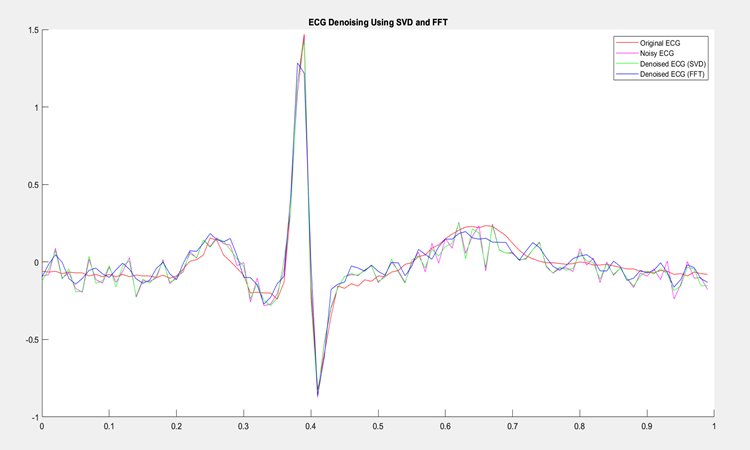 ECG Denoising Using SVD and FFT
Original ECG
Noisy ECG
Denoised ECG (SVD)
Denoised ECG (FFT)
1.5
1
0.5
0
-0.5
-1
0 0.1 0.2 0.3 0.4 0.5 0.6 0.7 0.8 0.9 1